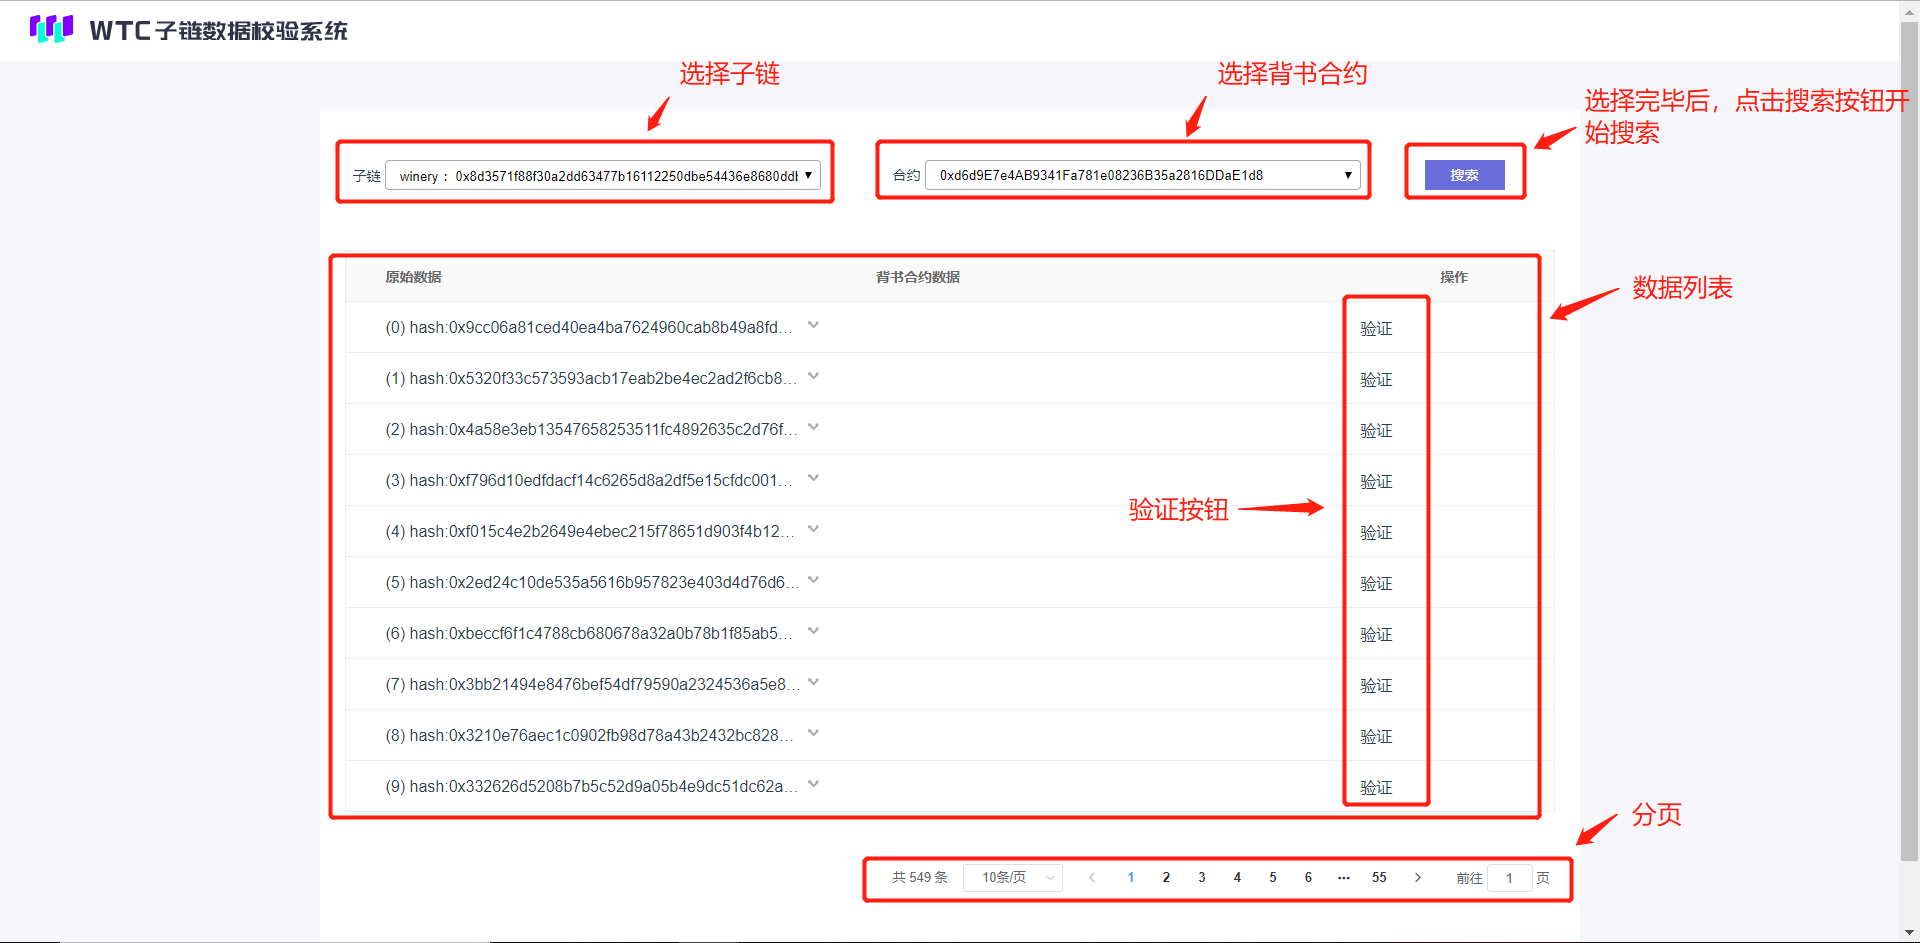 WTC子链数据校验系统
选择子链
选择背书合约
选择完毕后，点击搜索按钮开
始搜索
子链 winery： 0x8d3571f88f30a2dd63477b16112250dbe54436e8680ddb ▼
合约 0xd6d9E7e4AB9341Fa781e08236B35a2816DDaE1d8 ▼
搜索
原始数据 背书合约数据 操作
数据列表
(0) hash:0x9cc06a81ced40ea4ba7624960cab8b49a8fd... 验证
(1) hash:0x5320f33c573593acb17eab2be4ec2ad2f6cb8... 验证
(2) hash:0x4a58e3eb13547658253511fc4892635c2d76f... 验证
(3) hash:0xf796d10edfdacf14c6265d8a2df5e15cfdc001... 验证
验证按钮
(4) hash:0xf015c4e2b2649e4ebec215f78651d903f4b12... 验证
(5) hash:0x2ed24c10de535a5616b957823e403d4d76d6... 验证
(6) hash:0xbeccf6f1c4788cb680678a32a0b78b1f85ab5... 验证
(7) hash:0x3bb21494e8476bef54df79590a2324536a5e8... 验证
(8) hash:0x3210e76aec1c0902fb98d78a43b2432bc828... 验证
(9) hash:0x332626d5208b7b5c52d9a05b4e9dc51dc62a... 验证
分页
共 549 条 10条/页 1 2 3 4 5 6 ··· 55 前往 1 页